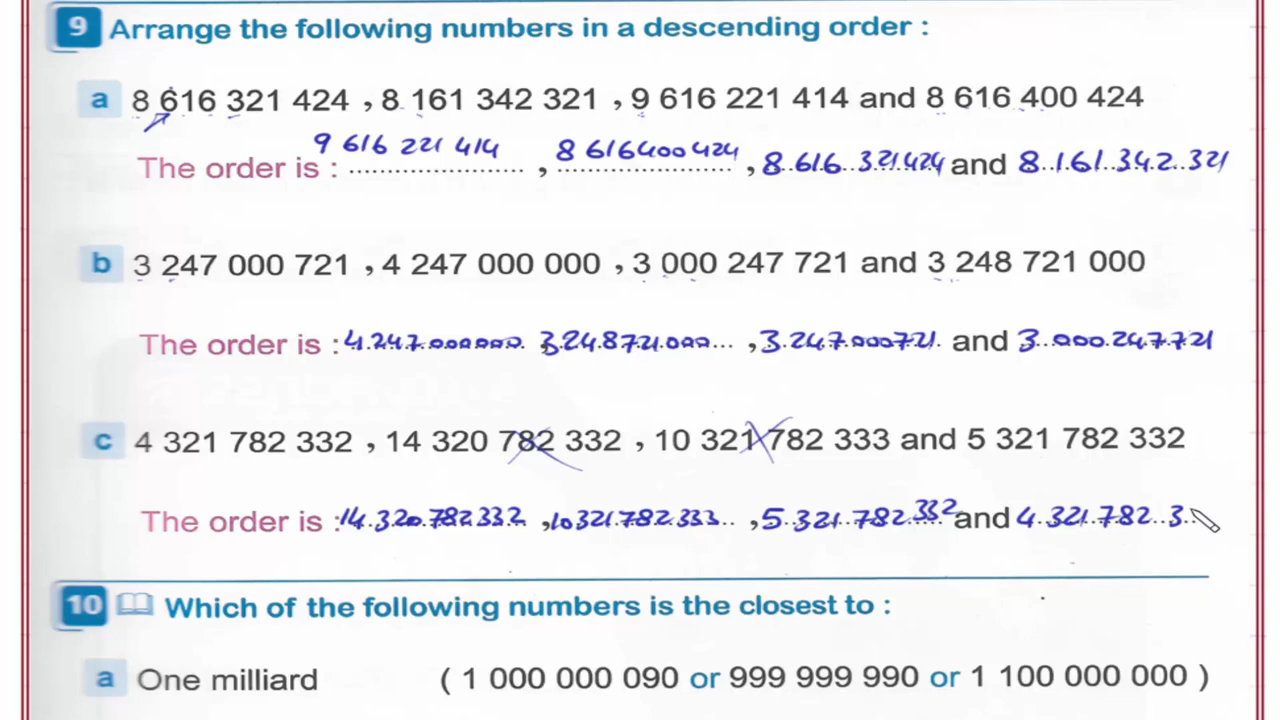 9 Arrange the following numbers in a descending order :
a 8 616 321 424 , 8 161 342 321 , 9 616 221 414 and 8 616 400 424
The order is : 9 616 221 414 , 8 616 400 424 , 8 616 321 424 and 8 161 342 321
b 3 247 000 721 , 4 247 000 000 , 3 000 247 721 and 3 248 721 000
The order is : 4 247 000 000 , 3 248 721 000 , 3 247 000 721 and 3 000 247 721
c 4 321 782 332 , 14 320 782 332 , 10 321 782 333 and 5 321 782 332
The order is : 14 320 782 332 , 10 321 782 333 , 5 321 782 332 and 4 321 782 3
10 Which of the following numbers is the closest to :
a One milliard ( 1 000 000 090 or 999 999 990 or 1 100 000 000 )